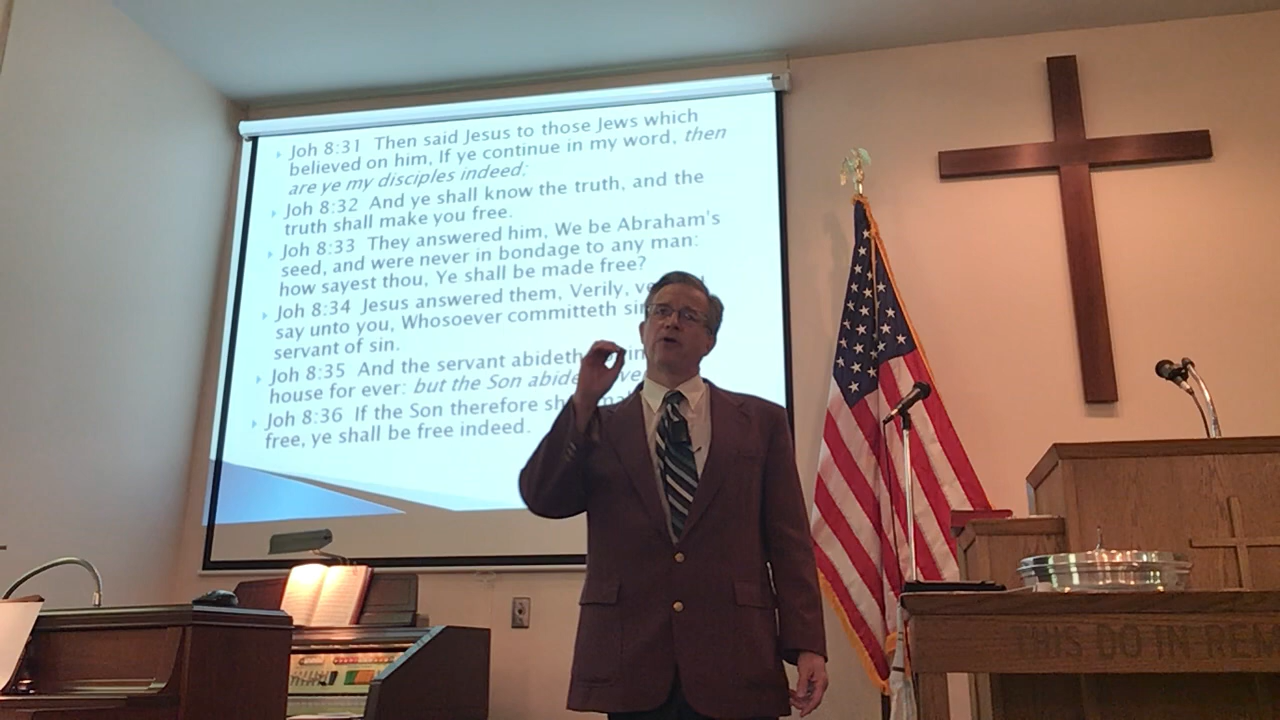 Joh 8:31 Then said Jesus to those Jews which
believed on him, If ye continue in my word, then
are ye my disciples indeed;
Joh 8:32 And ye shall know the truth, and the
truth shall make you free.
Joh 8:33 They answered him, We be Abraham's
seed, and were never in bondage to any man:
how sayest thou, Ye shall be made free?
Joh 8:34 Jesus answered them, Verily,
say unto you, Whosoever committeth
servant of sin.
Joh 8:35 And the servant abideth
house for ever: but the Son
Joh 8:36 If the Son therefore
free, ye shall be free indeed.
THIS DO IN